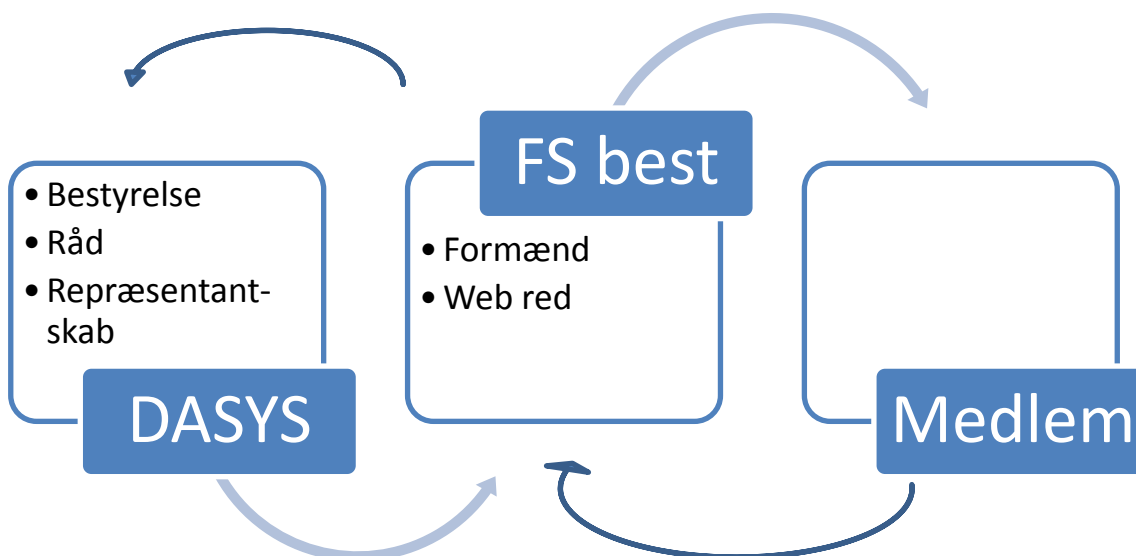 • Bestyrelse
• Råd
• Repræsentant-
skab
DASYS
FS best
• Formænd
• Web red
Medlem